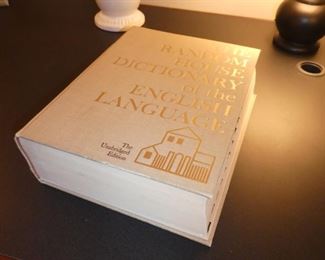 RANDOM
HOUSE
DICTIONARY
of the
ENGLISH
LANGUAGE
The
Unabridged
Edition